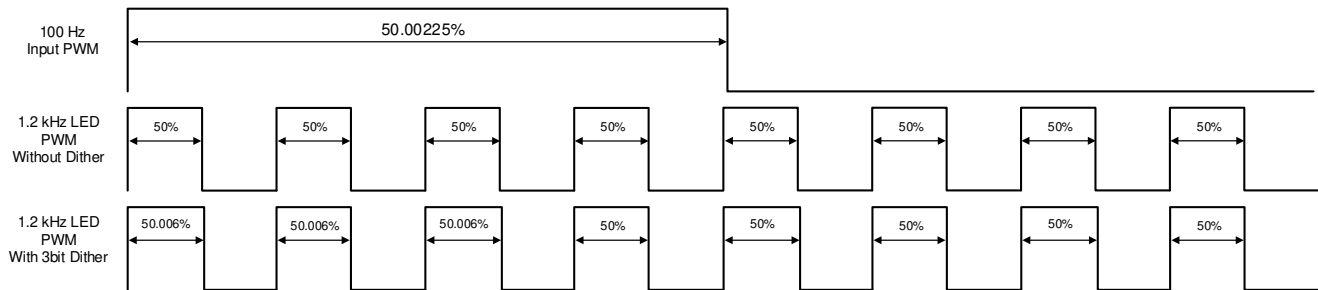 100 Hz
Input PWM
50.00225%
1.2 kHz LED
PWM
Without Dither
50% 50% 50% 50% 50% 50% 50% 50%
1.2 kHz LED
PWM
With 3bit Dither
50.006% 50.006% 50.006% 50% 50% 50% 50% 50%